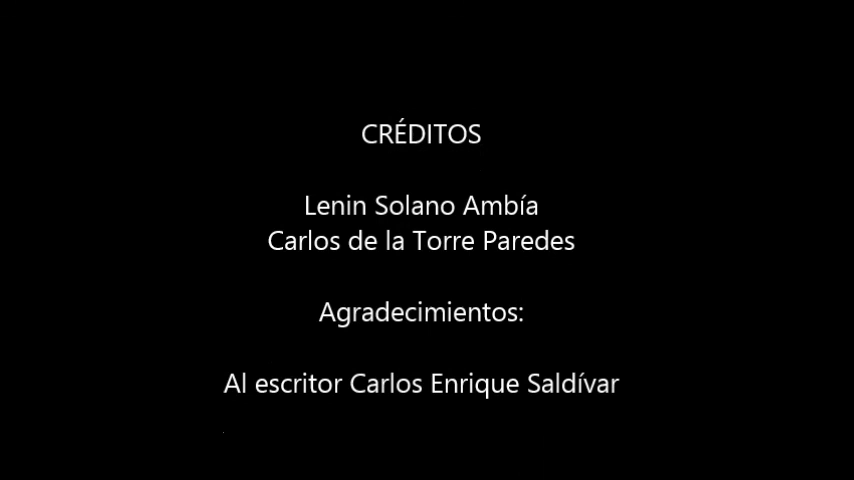 CRÉDITOS
Lenin Solano Ambía
Carlos de la Torre Paredes
Agradecimientos:
Al escritor Carlos Enrique Saldívar